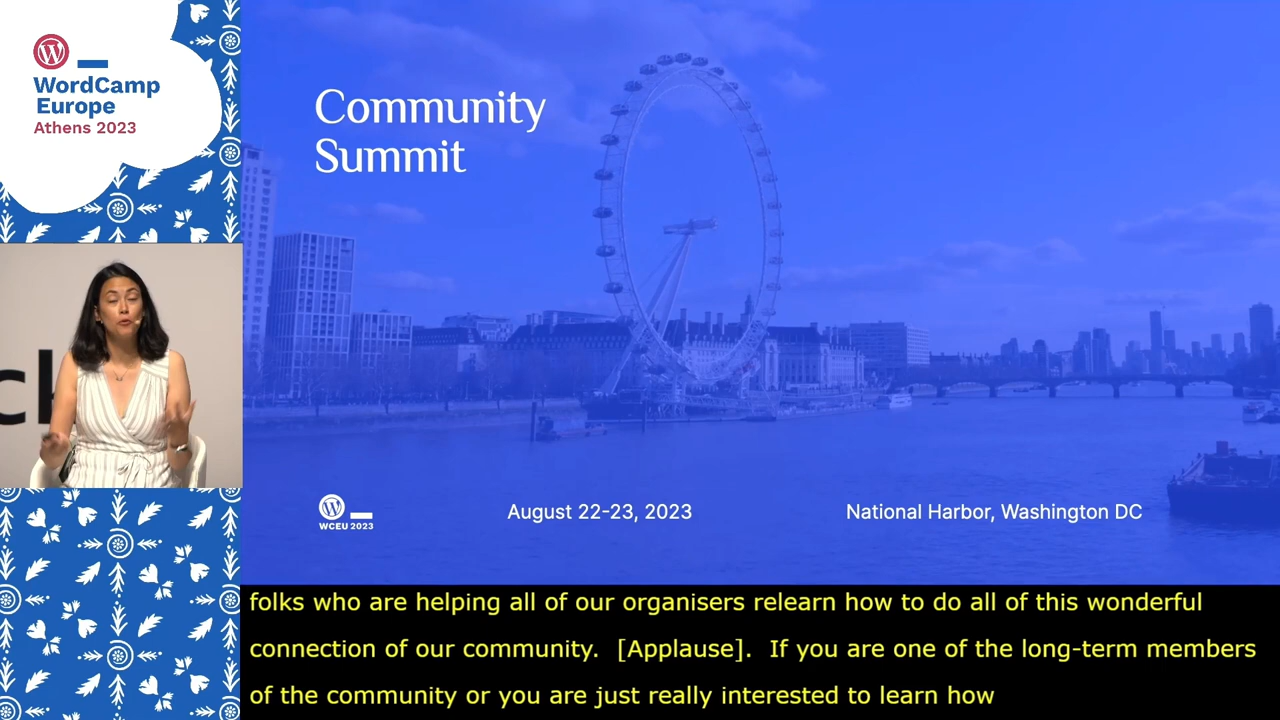 WordCamp
Europe
Athens 2023
Community
Summit
WCEU 2023
August 22-23, 2023
National Harbor, Washington DC
folks who are helping all of our organisers relearn how to do all of this wonderful
connection of our community.  [Applause].  If you are one of the long-term members
of the community or you are just really interested to learn how